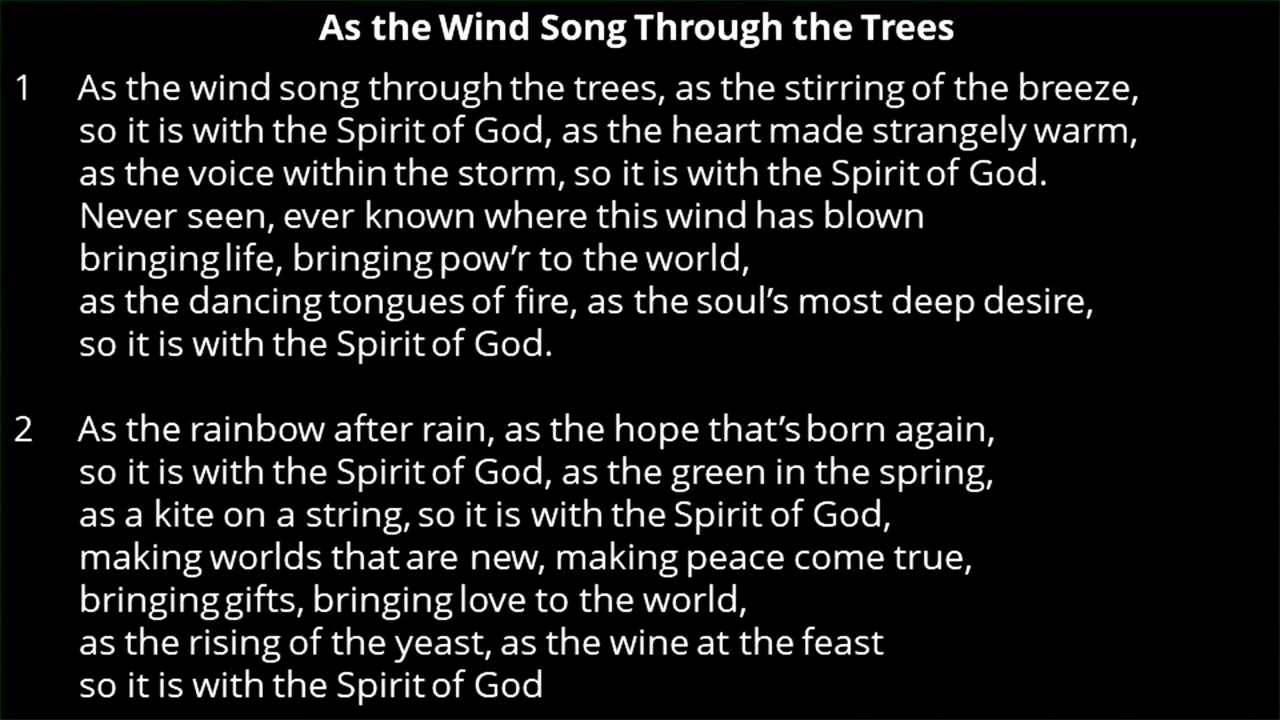 As the Wind Song Through the Trees
1 As the wind song through the trees, as the stirring of the breeze,
so it is with the Spirit of God, as the heart made strangely warm,
as the voice within the storm, so it is with the Spirit of God.
Never seen, ever known where this wind has blown
bringing life, bringing pow’r to the world,
as the dancing tongues of fire, as the soul’s most deep desire,
so it is with the Spirit of God.
2 As the rainbow after rain, as the hope that’s born again,
so it is with the Spirit of God, as the green in the spring,
as a kite on a string, so it is with the Spirit of God,
making worlds that are new, making peace come true,
bringing gifts, bringing love to the world,
as the rising of the yeast, as the wine at the feast
so it is with the Spirit of God